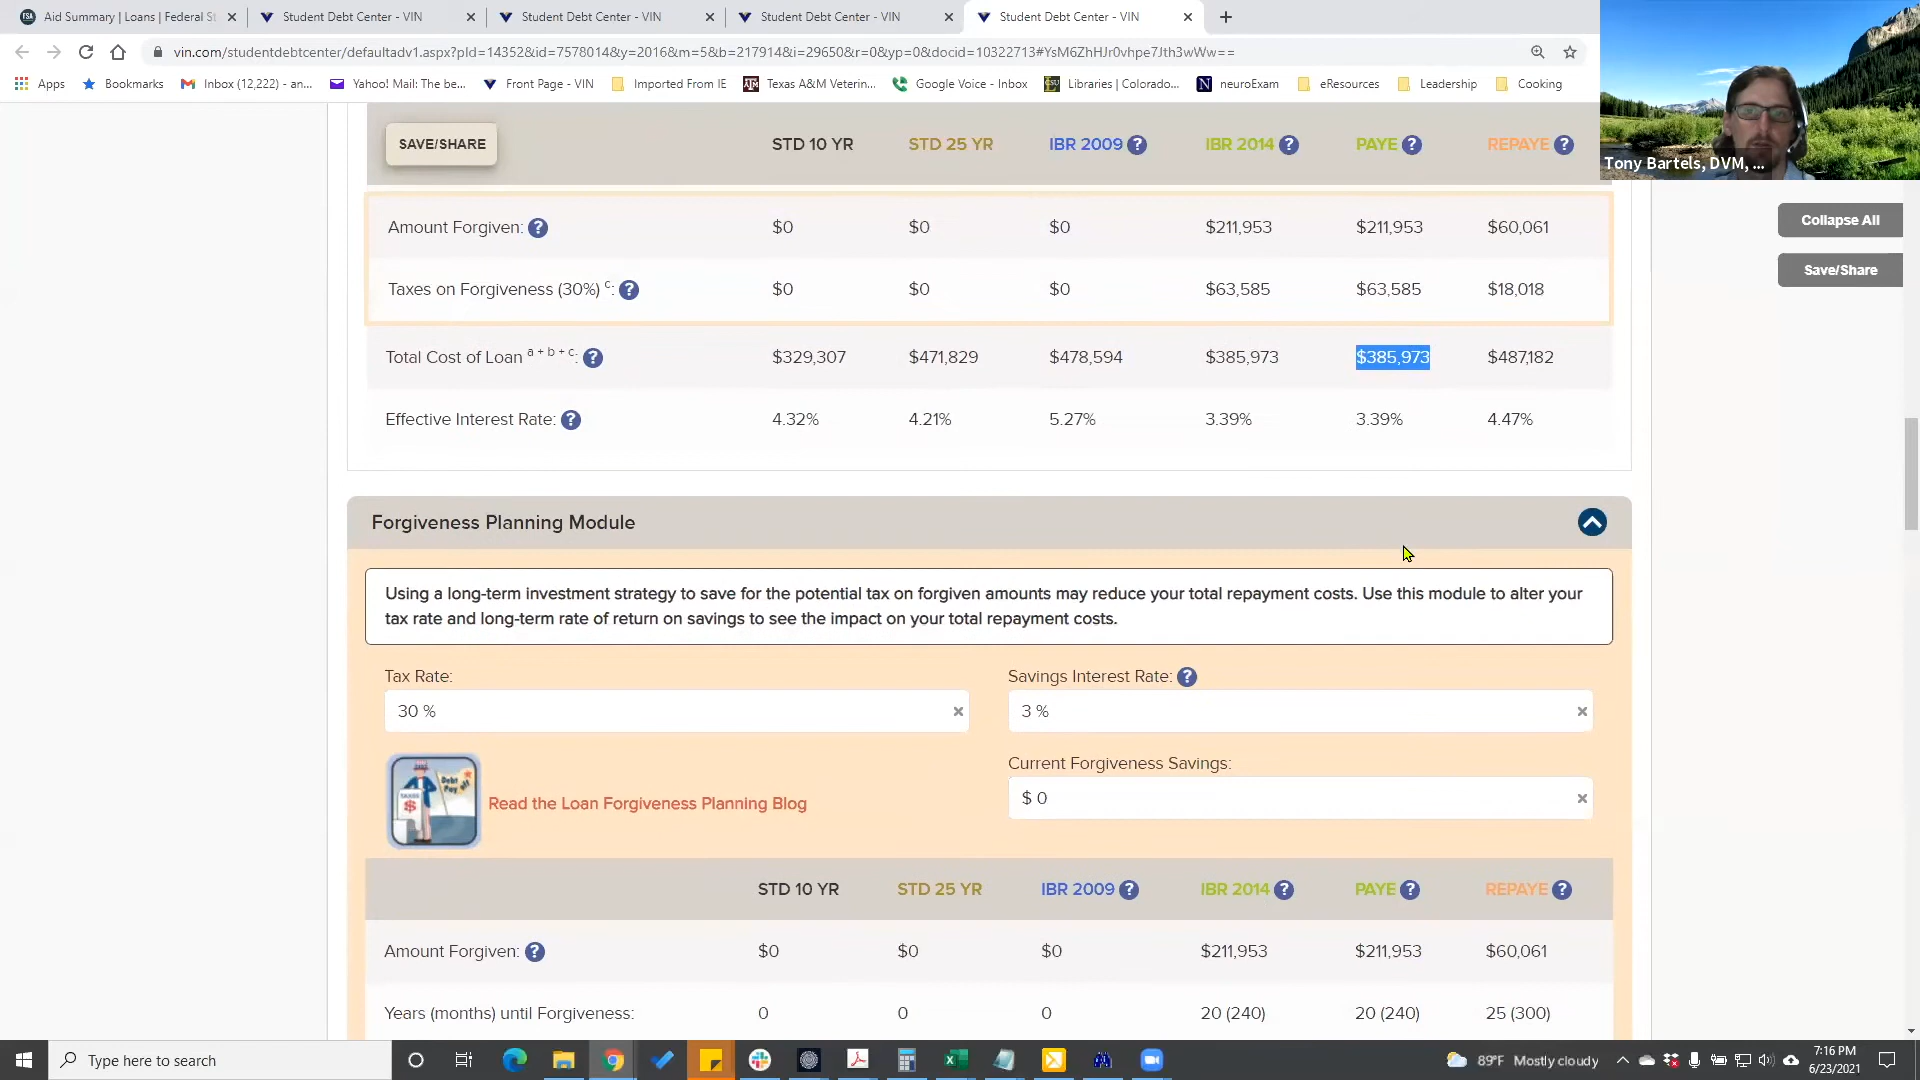 Aid Summary | Loans | Federal St
Student Debt Center - VIN
Student Debt Center - VIN
Student Debt Center - VIN
Student Debt Center - VIN
vin.com/studentdebtcenter/defaultadv1.aspx?pId=14352&id=7578014&y=2016&m=5&b=217914&i=29650&r=0&yp=0&docid=10322713#YsM6ZhHJr0vhpe7Jth3wWw==
Apps Bookmarks Inbox (12,222) - an... Yahoo! Mail: The be... Front Page - VIN Imported From IE Texas A&M Veterin... Google Voice - Inbox Libraries | Colorado... neuroExam eResources Leadership Cooking
Tony Bartels, DVM, ...
SAVE/SHARE STD 10 YR STD 25 YR IBR 2009 ? IBR 2014 ? PAYE ? REPAYE ?
Collapse All
Save/Share
Amount Forgiven: ? $0 $0 $0 $211,953 $211,953 $60,061
Taxes on Forgiveness (30%) c: ? $0 $0 $0 $63,585 $63,585 $18,018
Total Cost of Loan a + b + c: ? $329,307 $471,829 $478,594 $385,973 $385,973 $487,182
Effective Interest Rate: ? 4.32% 4.21% 5.27% 3.39% 3.39% 4.47%
Forgiveness Planning Module
Using a long-term investment strategy to save for the potential tax on forgiven amounts may reduce your total repayment costs. Use this module to alter your
tax rate and long-term rate of return on savings to see the impact on your total repayment costs.
Tax Rate: Savings Interest Rate: ?
30 % 3 %
Current Forgiveness Savings:
$ 0
Read the Loan Forgiveness Planning Blog
STD 10 YR STD 25 YR IBR 2009 ? IBR 2014 ? PAYE ? REPAYE ?
Amount Forgiven: ? $0 $0 $0 $211,953 $211,953 $60,061
Years (months) until Forgiveness: 0 0 0 20 (240) 20 (240) 25 (300)
Type here to search
89°F Mostly cloudy
7:16 PM
6/23/2021